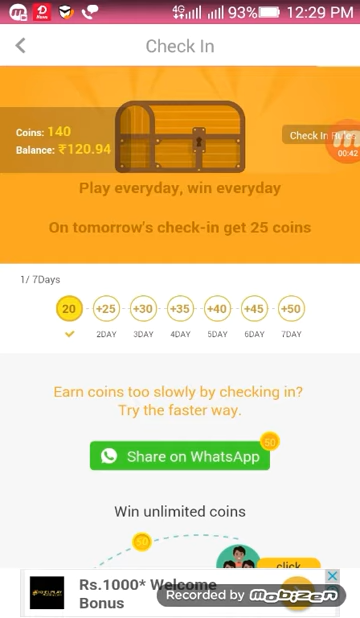 4G 93% 12:29 PM
Check In
Coins: 140
Balance: ₹120.94
Check In Rules
00:42
Play everyday, win everyday
On tomorrow's check-in get 25 coins
1/ 7Days
20 +25 +30 +35 +40 +45 +50
2DAY 3DAY 4DAY 5DAY 6DAY 7DAY
Earn coins too slowly by checking in?
Try the faster way.
50
Share on WhatsApp
Win unlimited coins
50
click
Rs.1000* Welcome
Bonus
Recorded by Mobizen